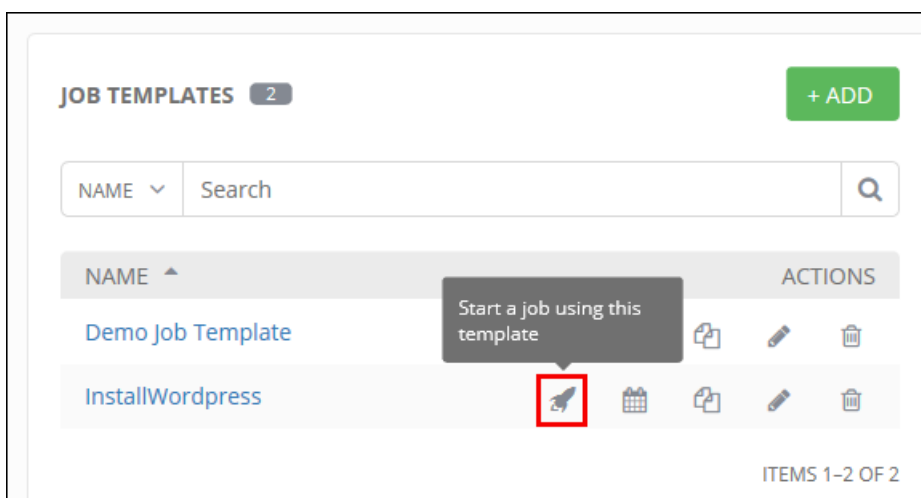 JOB TEMPLATES 2
+ ADD
NAME Search
NAME ACTIONS
Start a job using this
template
Demo Job Template
InstallWordpress
ITEMS 1–2 OF 2